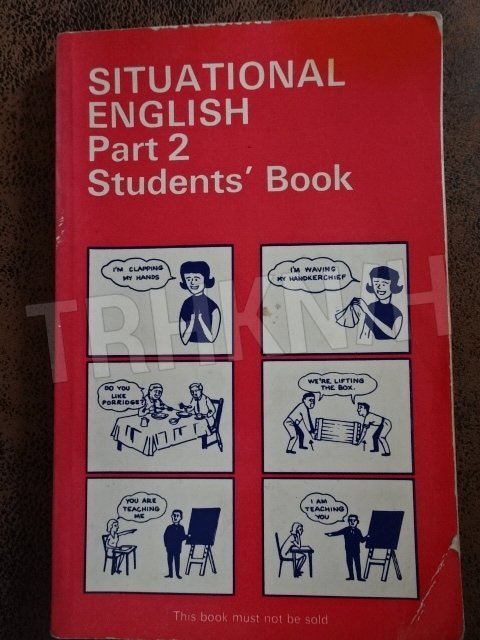 SITUATIONAL
ENGLISH
Part 2
Students' Book
I'M CLAPPING
MY HANDS
I'M WAVING
MY HANDKERCHIEF
DO YOU
LIKE
PORRIDGE?
WE'RE LIFTING
THE BOX.
YOU ARE
TEACHING
ME
I AM
TEACHING
YOU
This book must not be sold